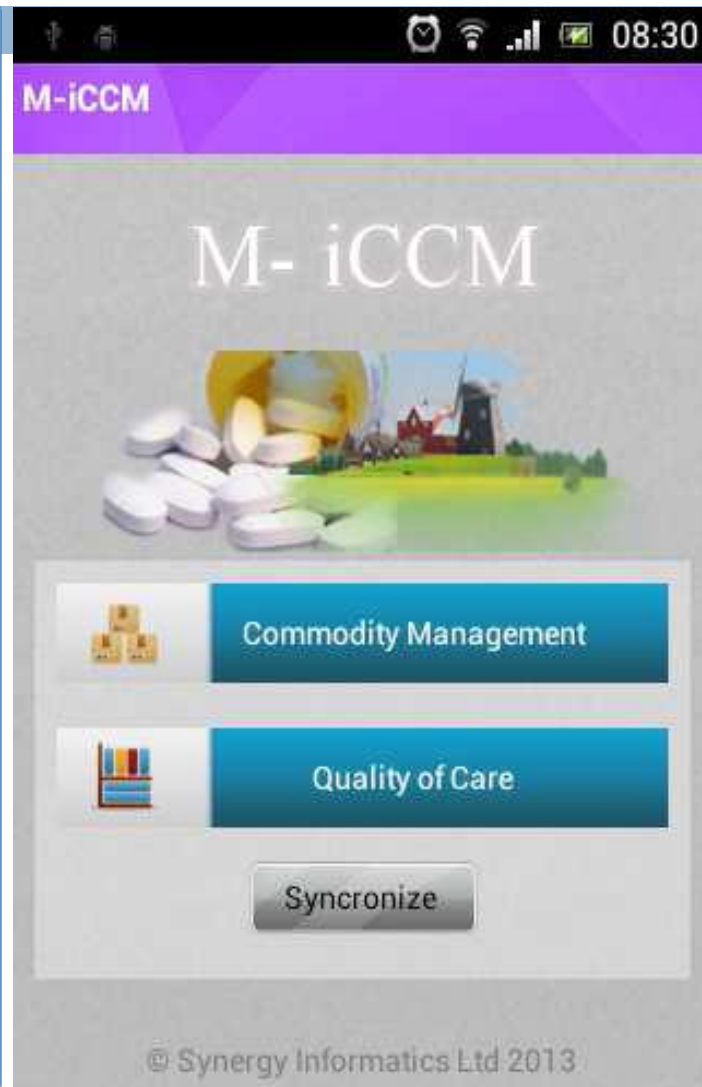 08:30
M-iCCM
M- iCCM
Commodity Management
Quality of Care
Syncronize
© Synergy Informatics Ltd 2013